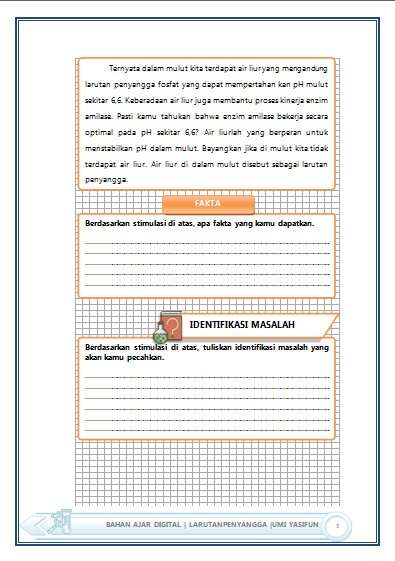 Ternyata dalam mulut kita terdapat air liur yang mengandung
larutan penyangga fosfat yang dapat mempertahan kan pH mulut
sekitar 6,6. Keberadaan air liur juga membantu proses kinerja enzim
amilase. Pasti kamu tahukan bahwa enzim amilase bekerja secara
optimal pada pH sekitar 6,6? Air liurlah yang berperan untuk
menstabilkan pH dalam mulut. Bayangkan jika di mulut kita tidak
terdapat air liur. Air liur di dalam mulut disebut sebagai larutan
penyangga.
FAKTA
Berdasarkan stimulasi di atas, apa fakta yang kamu dapatkan.
IDENTIFIKASI MASALAH
Berdasarkan stimulasi di atas, tuliskan identifikasi masalah yang
akan kamu pecahkan.
BAHAN AJAR DIGITAL | LARUTANPENYANGGA |UMI YASIFUN